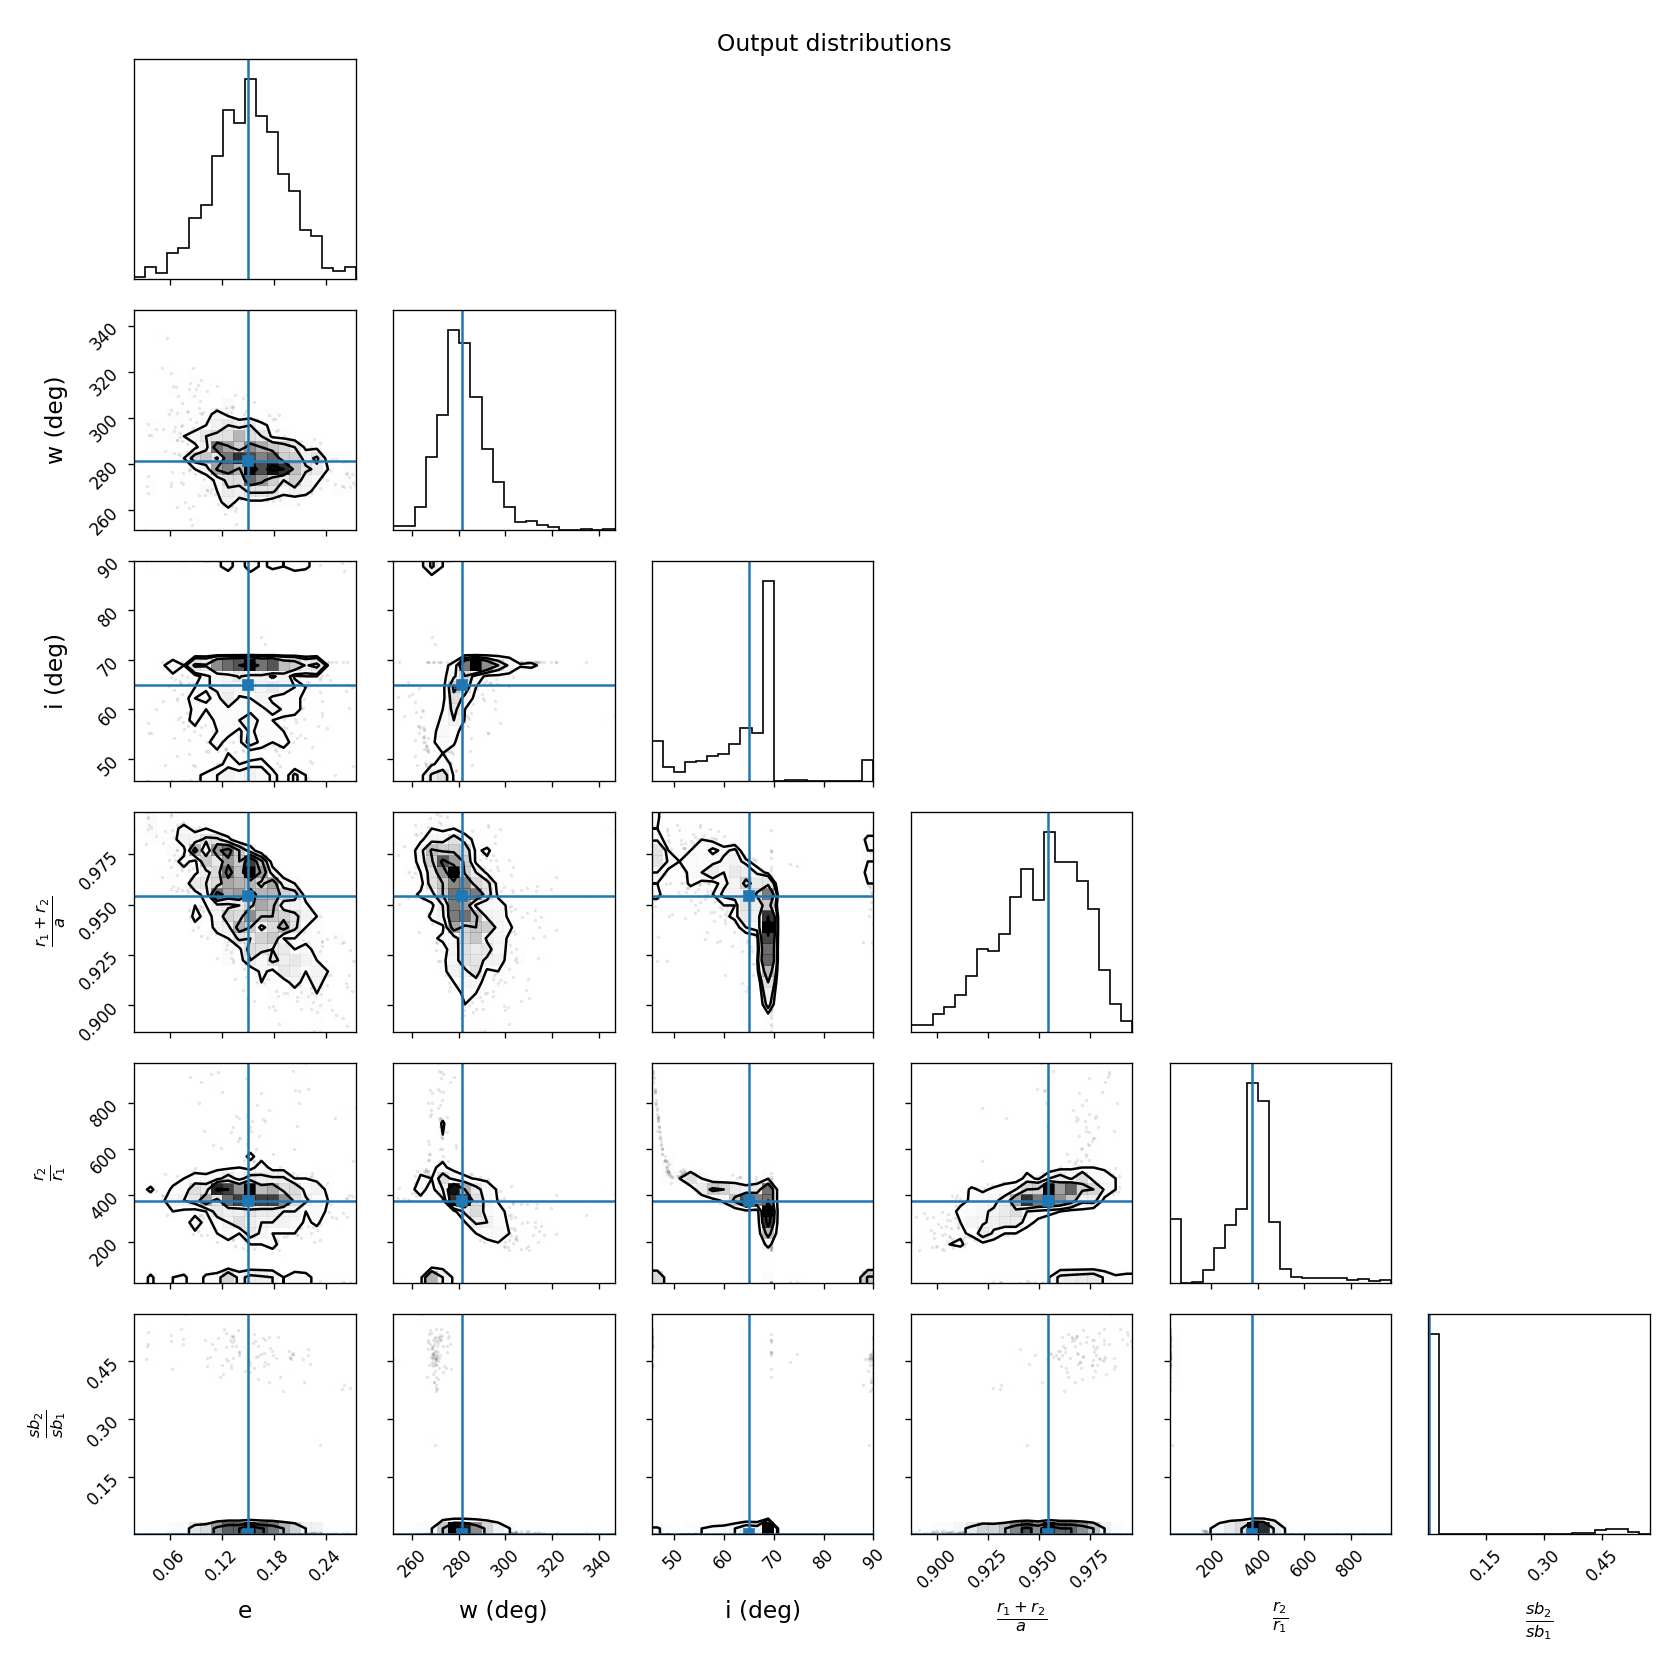 Output distributions
w (deg)
340
320
300
280
260
i (deg)
90
80
70
60
50
r₁ + r₂
a
0.975
0.950
0.925
0.900
r₂
r₁
800
600
400
200
sb₂
sb₁
0.45
0.30
0.15
0.06 0.12 0.18 0.24 260 280 300 320 340 50 60 70 80 90 0.900 0.925 0.950 0.975 200 400 600 800 0.15 0.30 0.45
e w (deg) i (deg) r₁ + r₂ r₂ sb₂
a r₁ sb₁